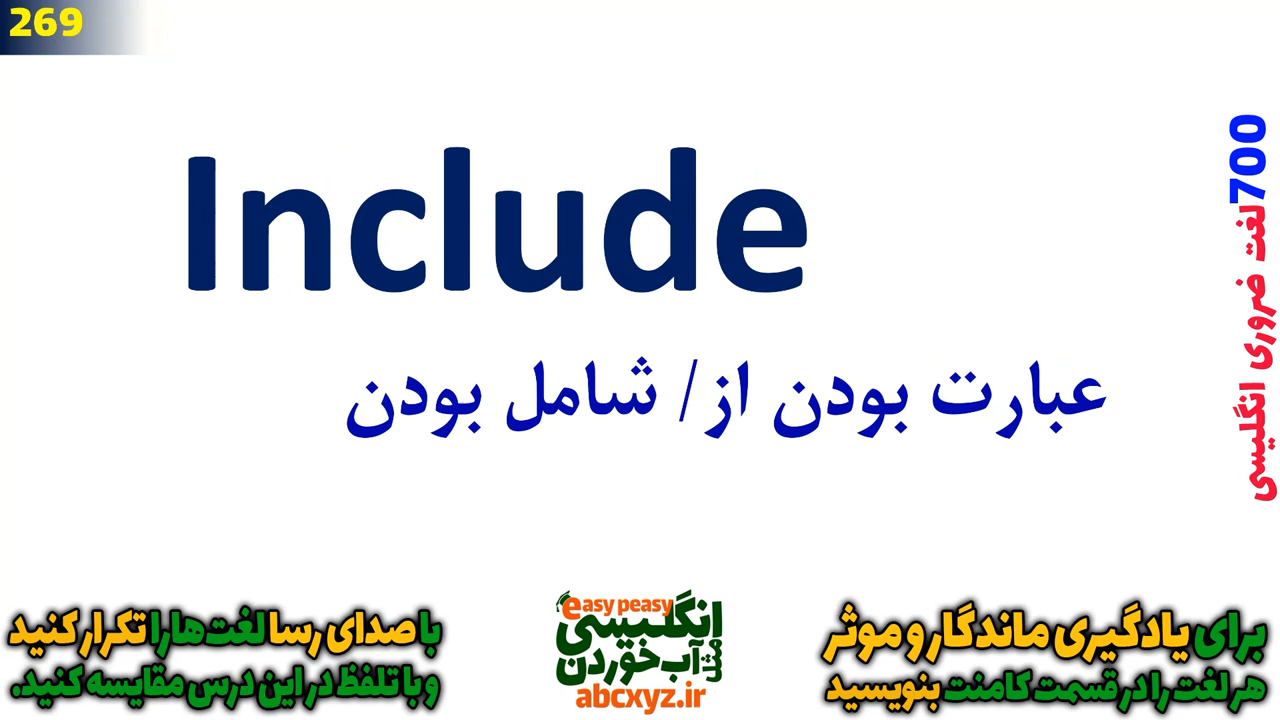 269
Include
عبارت بودن از/ شامل بودن
700 لغت ضروری انگلیسی
برای یادگیری ماندگار و موثر
هر لغت را در قسمت کامنت بنویسید
easy peasy
انگلیسی
مثل آب خوردن
abcxyz.ir
با صدای رسا لغت‌ها را تکرار کنید
و با تلفظ در این درس مقایسه کنید.